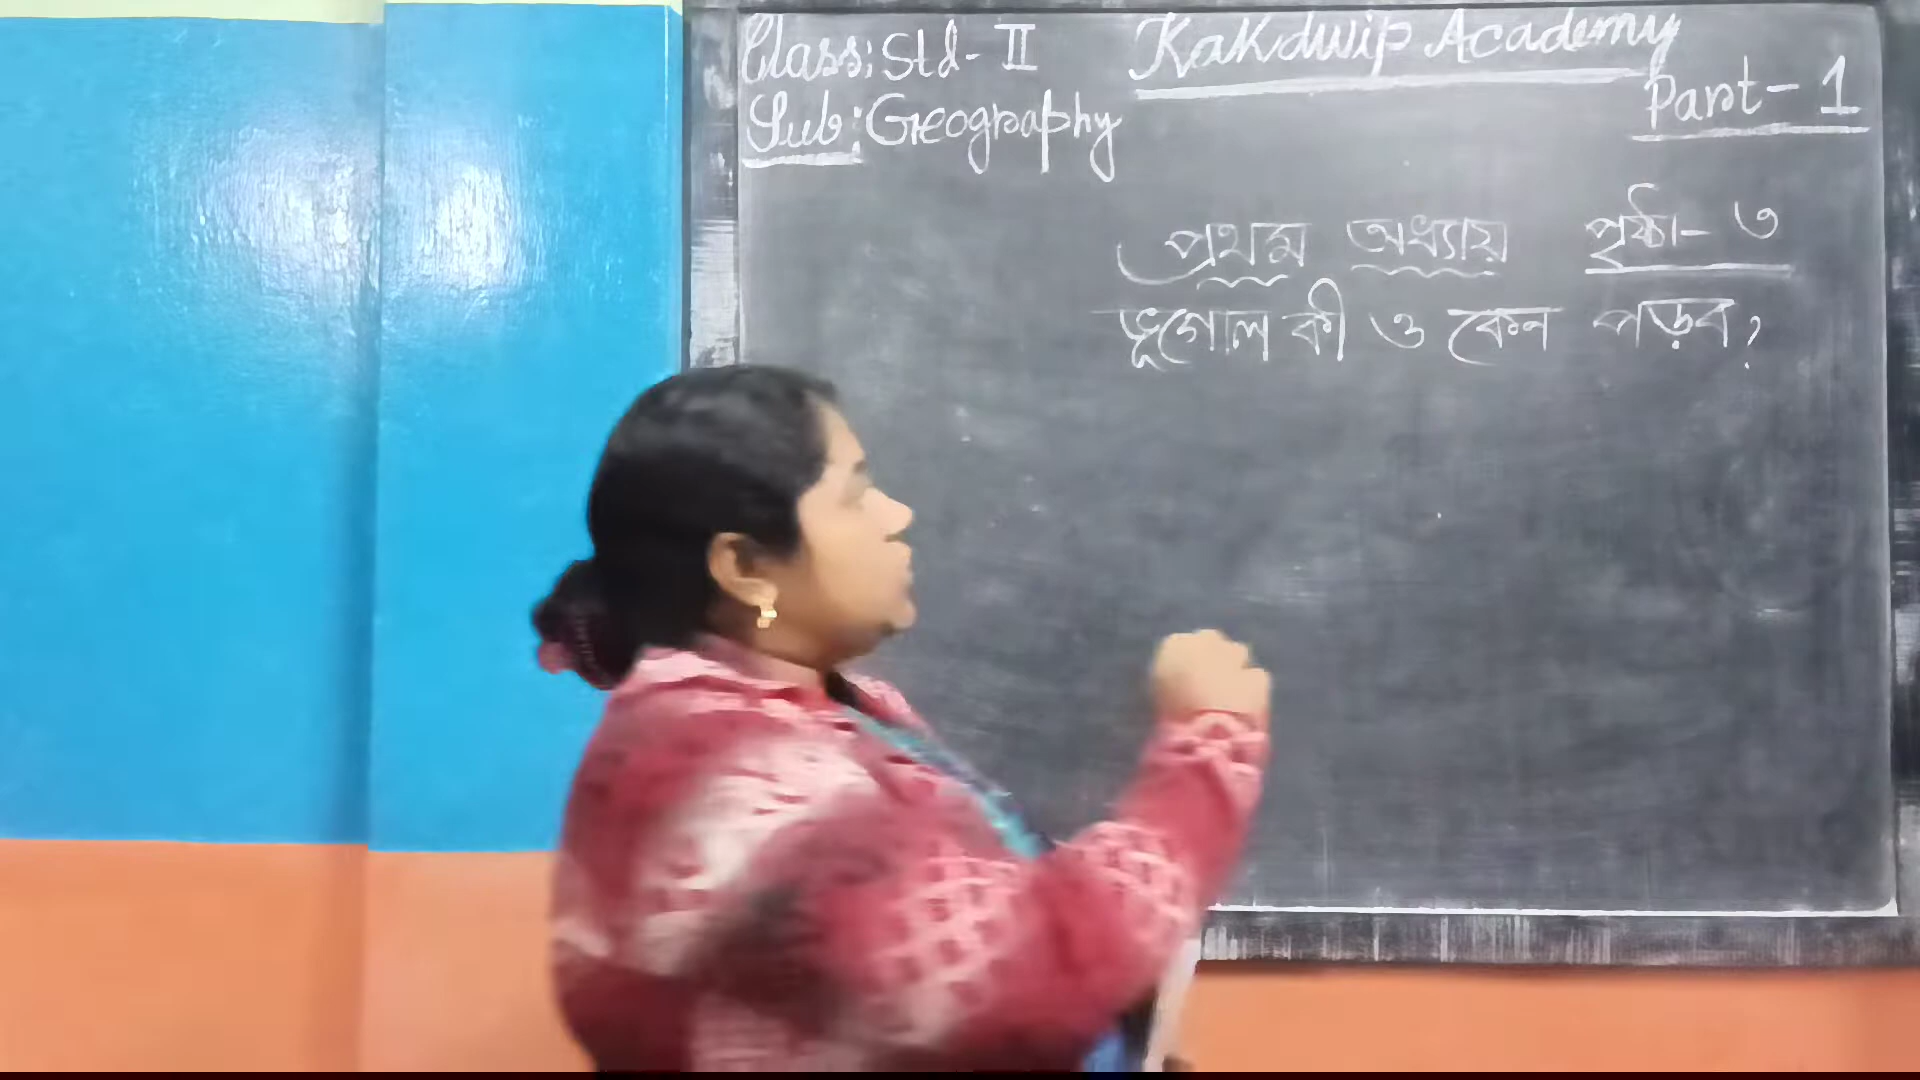 Class: Std- II
Kakdwip Academy
Sub: Geography
Part- 1
প্রথম অধ্যায় পৃষ্ঠা- ৩
ভূগোল কী ও কেন পড়ব?